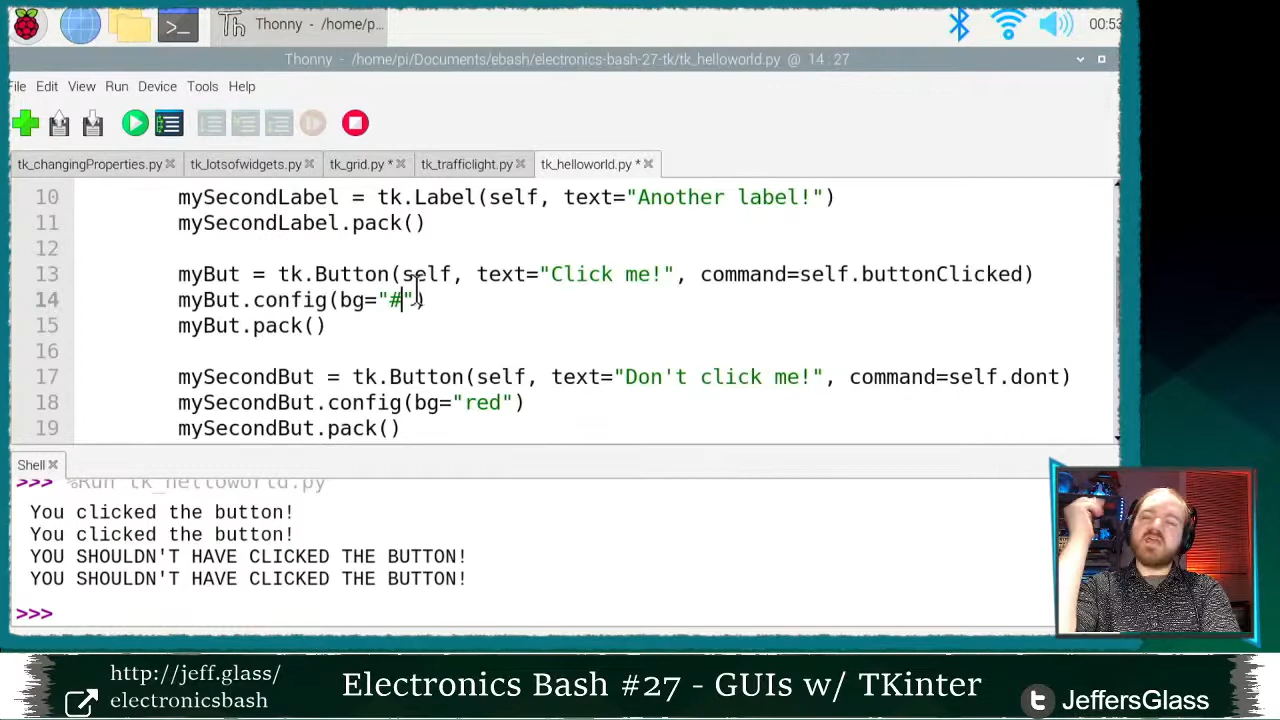 Thonny - /home/p... 00:53
Thonny - /home/pi/Documents/ebash/electronics-bash-27-tk/tk_helloworld.py @ 14:27
File Edit View Run Device Tools Help
tk_changingProperties.py tk_lotsofwidgets.py tk_grid.py * tk_trafficlight.py tk_helloworld.py *
10 mySecondLabel = tk.Label(self, text="Another label!")
11 mySecondLabel.pack()
12
13 myBut = tk.Button(self, text="Click me!", command=self.buttonClicked)
14 myBut.config(bg="#")
15 myBut.pack()
16
17 mySecondBut = tk.Button(self, text="Don't click me!", command=self.dont)
18 mySecondBut.config(bg="red")
19 mySecondBut.pack()
Shell
>>> %Run tk_helloworld.py
You clicked the button!
You clicked the button!
YOU SHOULDN'T HAVE CLICKED THE BUTTON!
YOU SHOULDN'T HAVE CLICKED THE BUTTON!
>>>
http://jeff.glass/
electronicsbash
Electronics Bash #27 - GUIs w/ TKinter
JeffersGlass